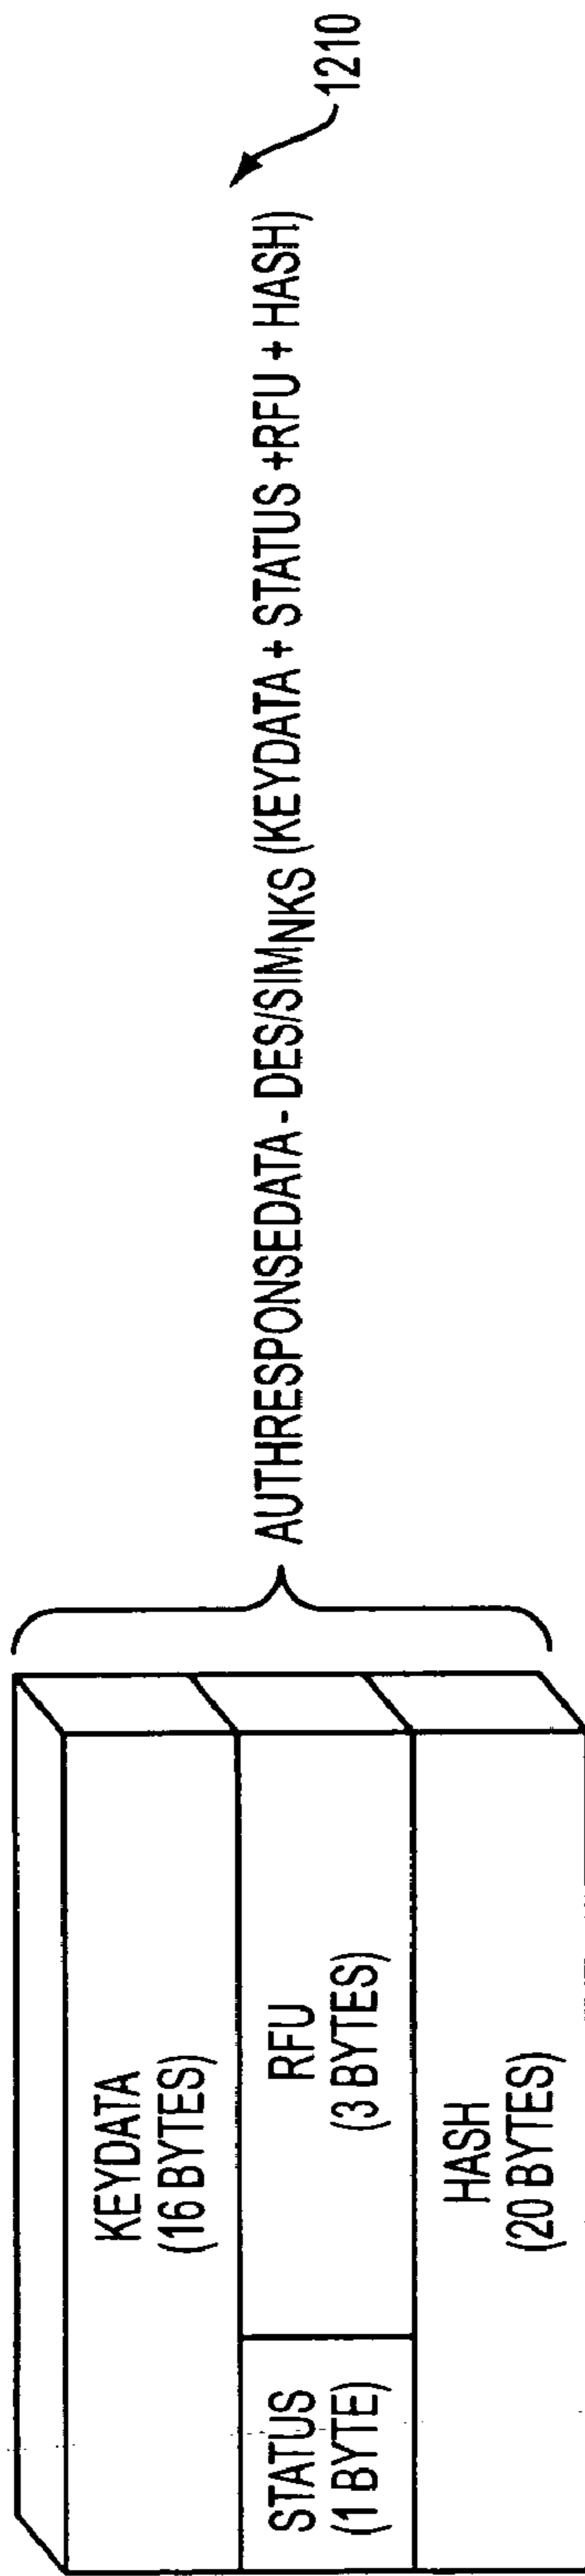 KEYDATA
(16 BYTES)
STATUS
(1 BYTE)
RFU
(3 BYTES)
HASH
(20 BYTES)
AUTHRESPONSEDATA - DES/SIMNKS (KEYDATA + STATUS +RFU + HASH)
1210